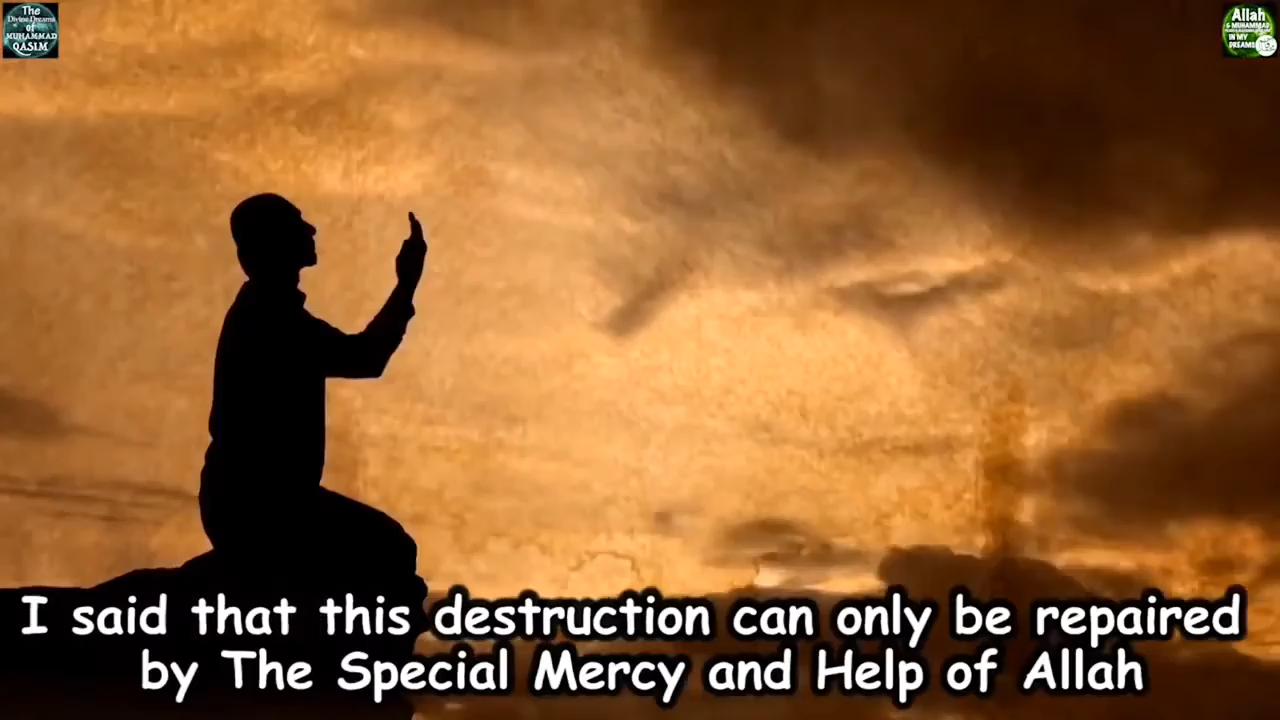 The
Divine Dreams
of
MUHAMMAD
QASIM
Allah
& MUHAMMAD
IN MY
DREAMS
I said that this destruction can only be repaired
by The Special Mercy and Help of Allah